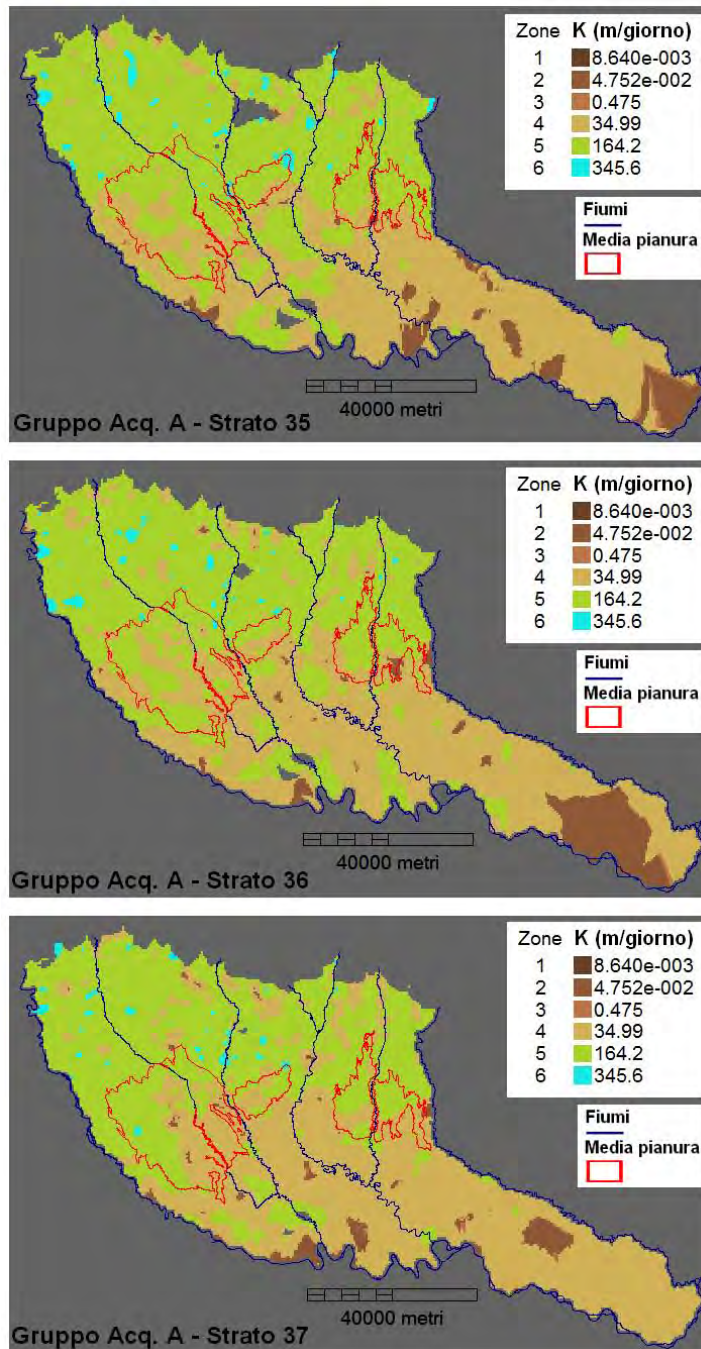 Zone K (m/giorno)
1 8.640e-003
2 4.752e-002
3 0.475
4 34.99
5 164.2
6 345.6
Fiumi
Media pianura
40000 metri
Gruppo Acq. A - Strato 35
Zone K (m/giorno)
1 8.640e-003
2 4.752e-002
3 0.475
4 34.99
5 164.2
6 345.6
Fiumi
Media pianura
40000 metri
Gruppo Acq. A - Strato 36
Zone K (m/giorno)
1 8.640e-003
2 4.752e-002
3 0.475
4 34.99
5 164.2
6 345.6
Fiumi
Media pianura
40000 metri
Gruppo Acq. A - Strato 37